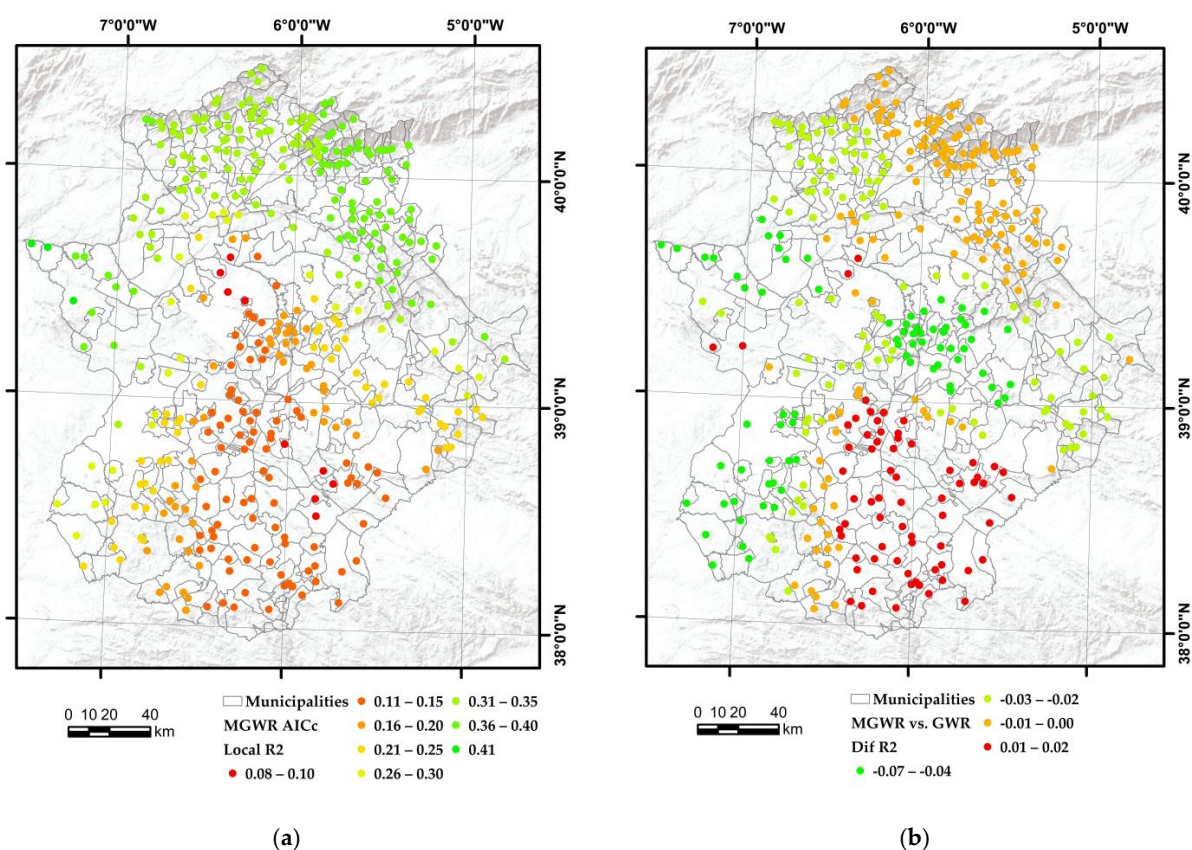 7°0'0"W 6°0'0"W 5°0'0"W
40°0'0"N
39°0'0"N
38°0'0"N
0 10 20 40
km
Municipalities
MGWR AICc
Local R2
0.08 – 0.10
0.11 – 0.15
0.16 – 0.20
0.21 – 0.25
0.26 – 0.30
0.31 – 0.35
0.36 – 0.40
0.41
(a)
7°0'0"W 6°0'0"W 5°0'0"W
40°0'0"N
39°0'0"N
38°0'0"N
0 10 20 40
km
Municipalities
MGWR vs. GWR
Dif R2
-0.07 – -0.04
-0.03 – -0.02
-0.01 – 0.00
0.01 – 0.02
(b)